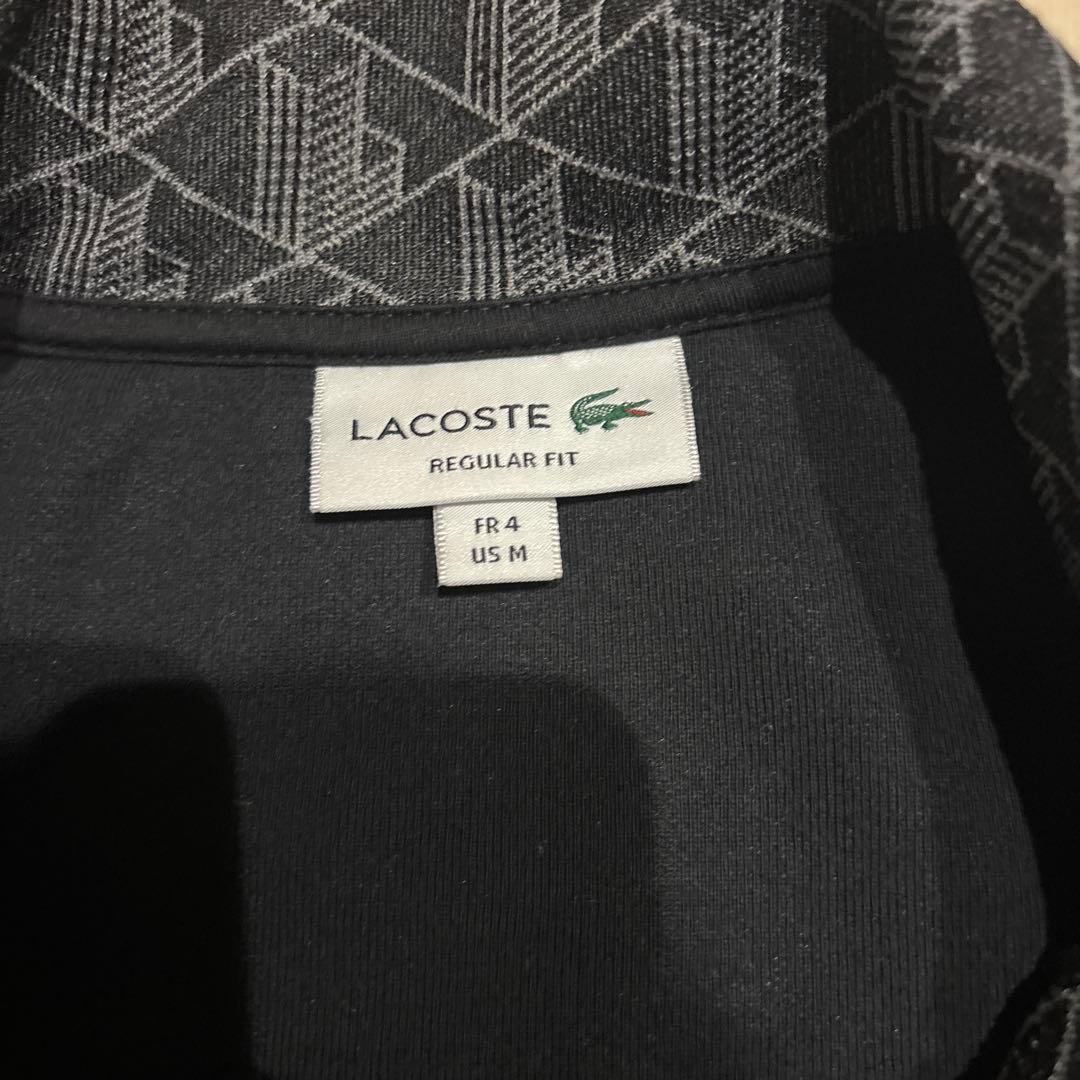 LACOSTE
REGULAR FIT
FR 4
US M